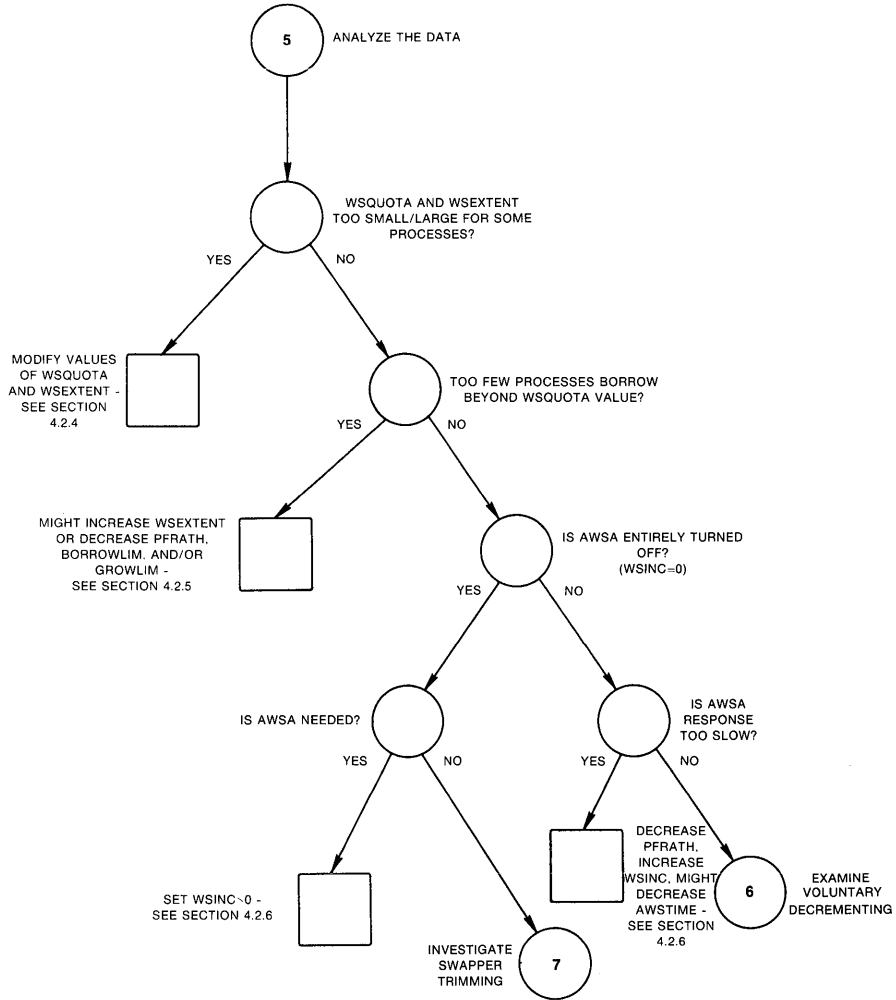 5
ANALYZE THE DATA
WSQUOTA AND WSEXTENT
TOO SMALL/LARGE FOR SOME
PROCESSES?
YES
NO
MODIFY VALUES
OF WSQUOTA
AND WSEXTENT -
SEE SECTION
4.2.4
TOO FEW PROCESSES BORROW
BEYOND WSQUOTA VALUE?
YES
NO
MIGHT INCREASE WSEXTENT
OR DECREASE PFRATH,
BORROWLIM, AND/OR
GROWLIM -
SEE SECTION 4.2.5
IS AWSA ENTIRELY TURNED
OFF?
(WSINC=0)
YES
NO
IS AWSA NEEDED?
YES
NO
IS AWSA
RESPONSE
TOO SLOW?
YES
NO
SET WSINC>0 -
SEE SECTION 4.2.6
INVESTIGATE
SWAPPER
TRIMMING
7
DECREASE
PFRATH,
INCREASE
WSINC, MIGHT
DECREASE
AWSTIME -
SEE SECTION
4.2.6
6
EXAMINE
VOLUNTARY
DECREMENTING